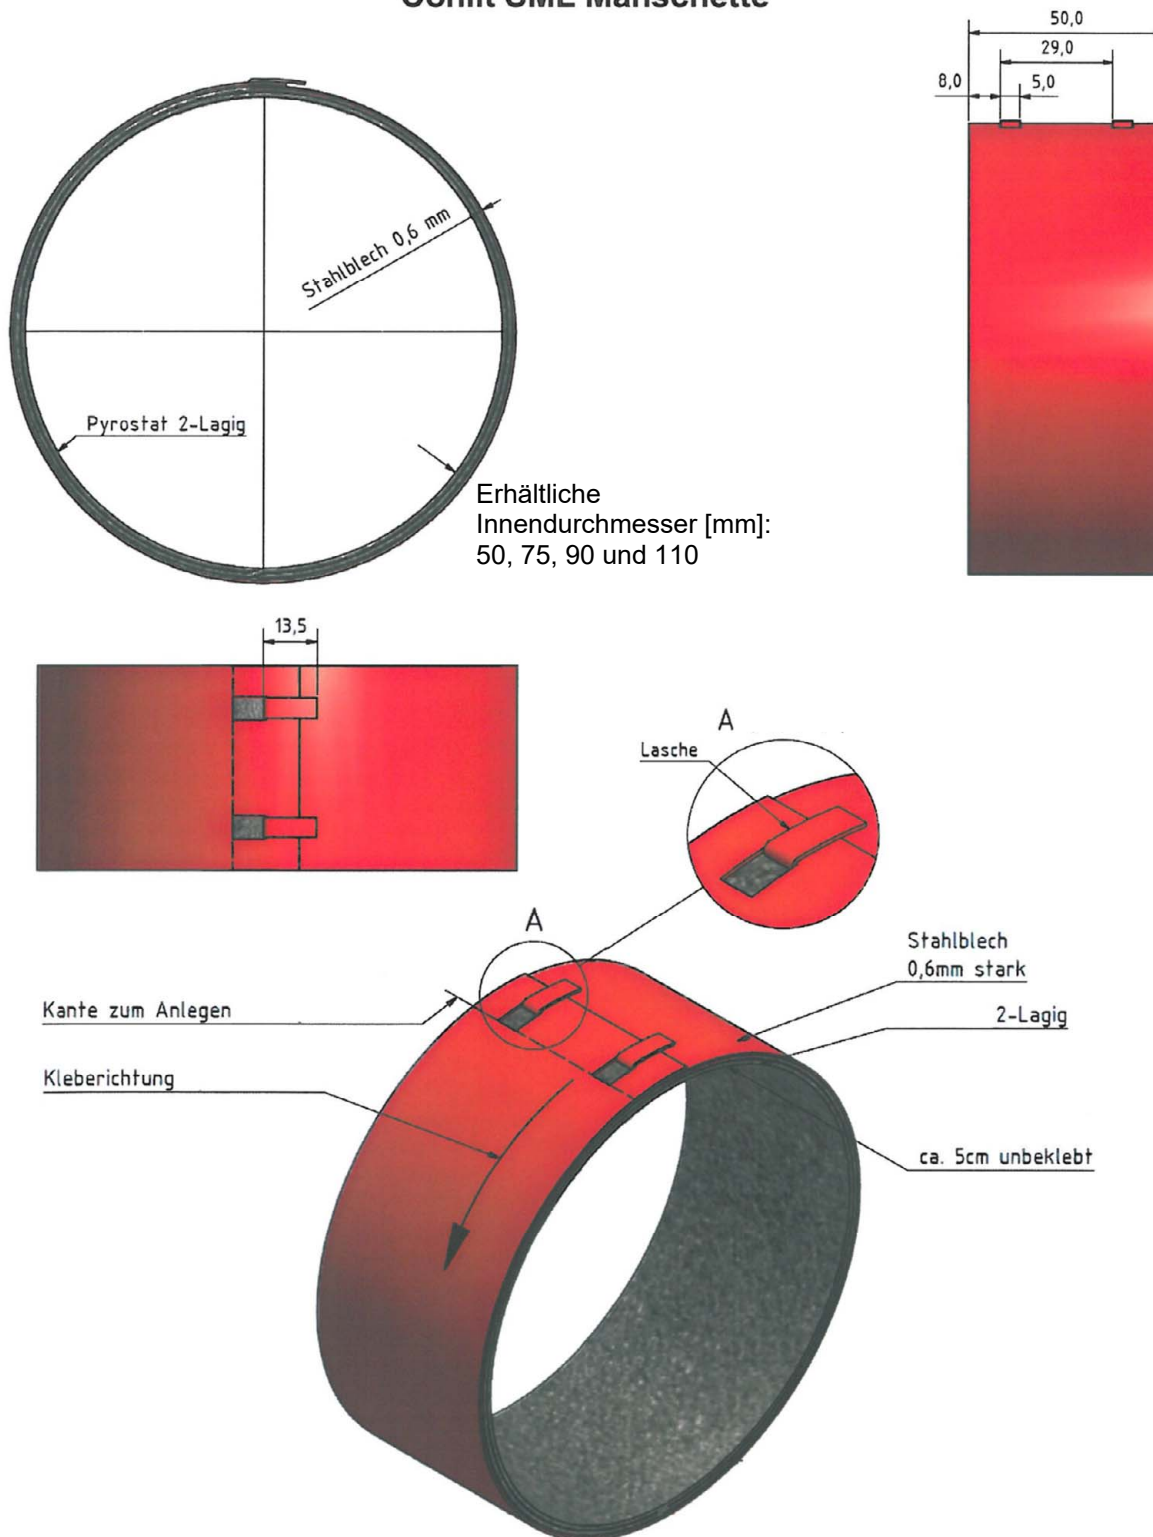 Manschette
50,0
29,0
8,0
5,0
Stahlblech 0,6 mm
Pyrostat 2-Lagig
Erhältliche
Innendurchmesser [mm]:
50, 75, 90 und 110
13,5
A
Lasche
A
Stahlblech
0,6mm stark
Kante zum Anlegen
2-Lagig
Kleberichtung
ca. 5cm unbeklebt